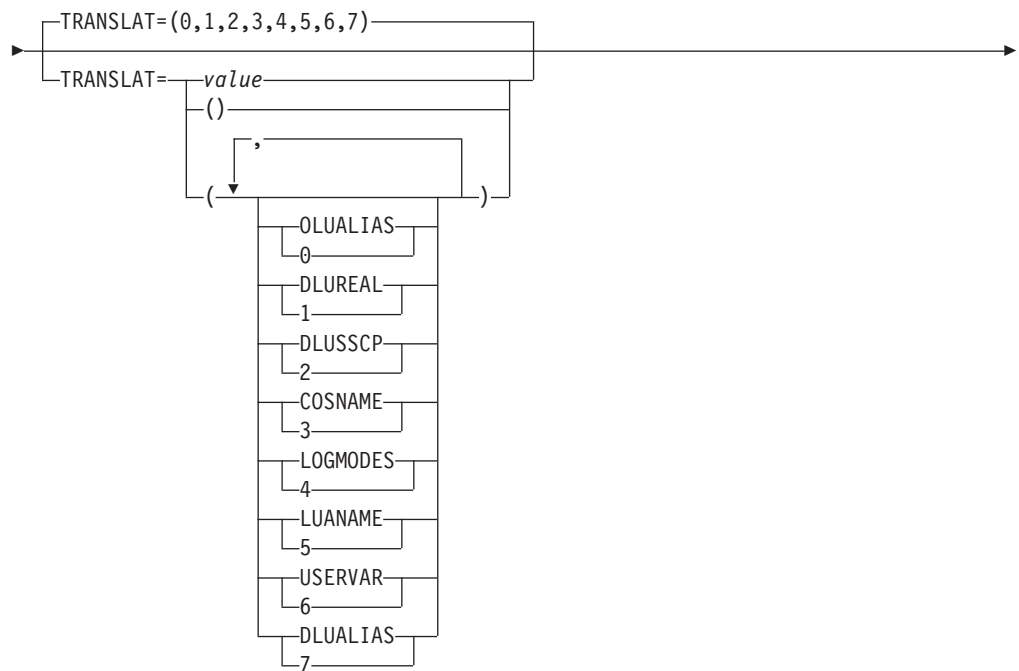 TRANSLAT=(0,1,2,3,4,5,6,7)
TRANSLAT= value
()
,
( )
OLUALIAS
0
DLUREAL
1
DLUSSCP
2
COSNAME
3
LOGMODES
4
LUANAME
5
USERVAR
6
DLUALIAS
7